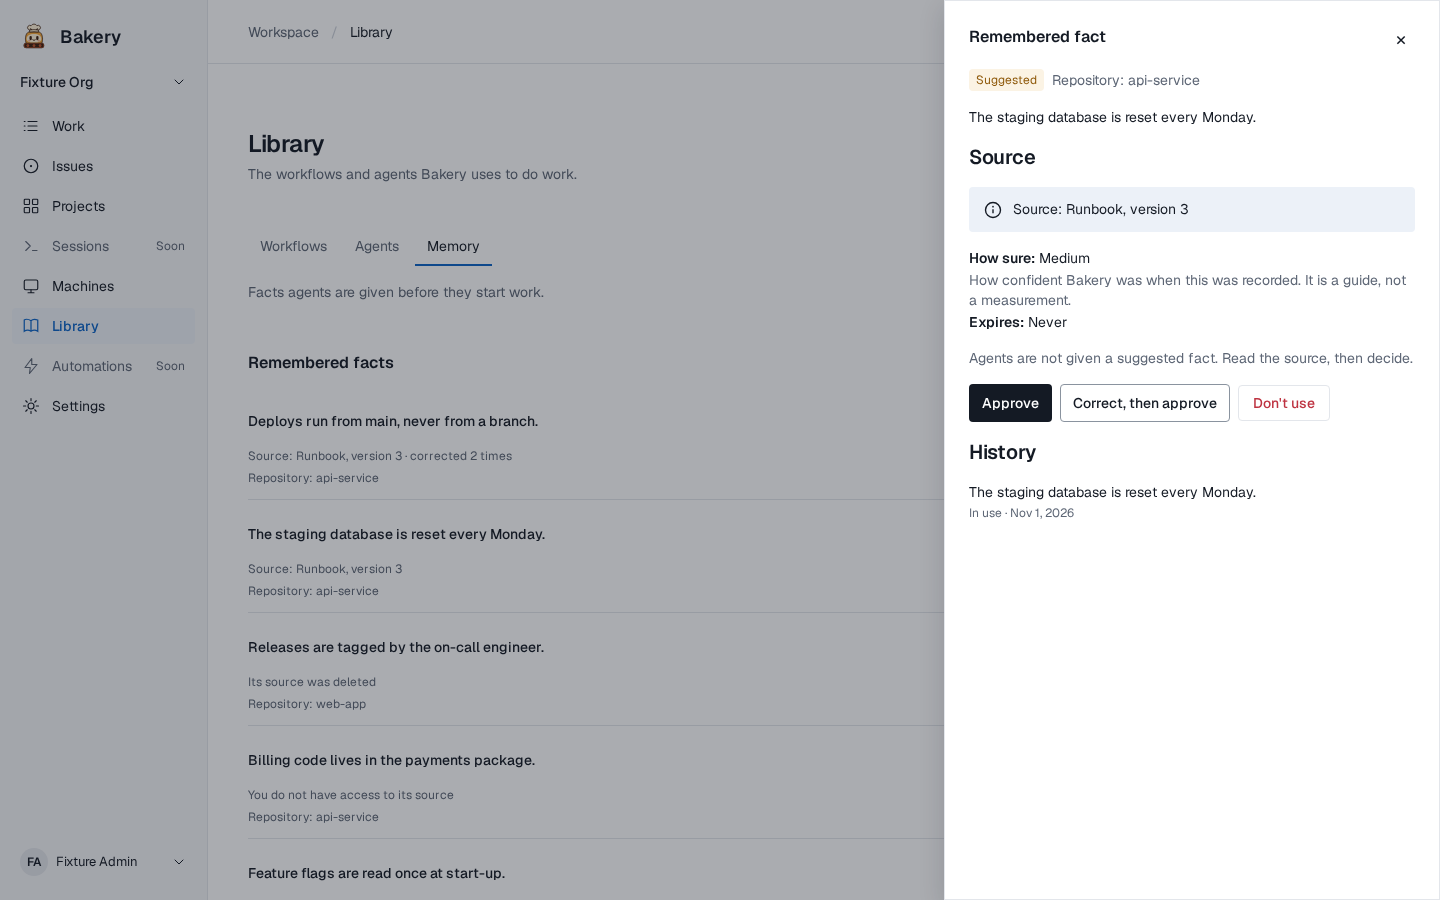 Bakery
Fixture Org
Work
Issues
Projects
Sessions Soon
Machines
Library
Automations Soon
Settings
FA Fixture Admin
Workspace / Library
Library
The workflows and agents Bakery uses to do work.
Workflows Agents Memory
Facts agents are given before they start work.
Remembered facts
Deploys run from main, never from a branch.
Source: Runbook, version 3 · corrected 2 times
Repository: api-service
The staging database is reset every Monday.
Source: Runbook, version 3
Repository: api-service
Releases are tagged by the on-call engineer.
Its source was deleted
Repository: web-app
Billing code lives in the payments package.
You do not have access to its source
Repository: api-service
Feature flags are read once at start-up.
Remembered fact
Suggested Repository: api-service
The staging database is reset every Monday.
Source
Source: Runbook, version 3
How sure: Medium
How confident Bakery was when this was recorded. It is a guide, not
a measurement.
Expires: Never
Agents are not given a suggested fact. Read the source, then decide.
Approve Correct, then approve Don't use
History
The staging database is reset every Monday.
In use · Nov 1, 2026